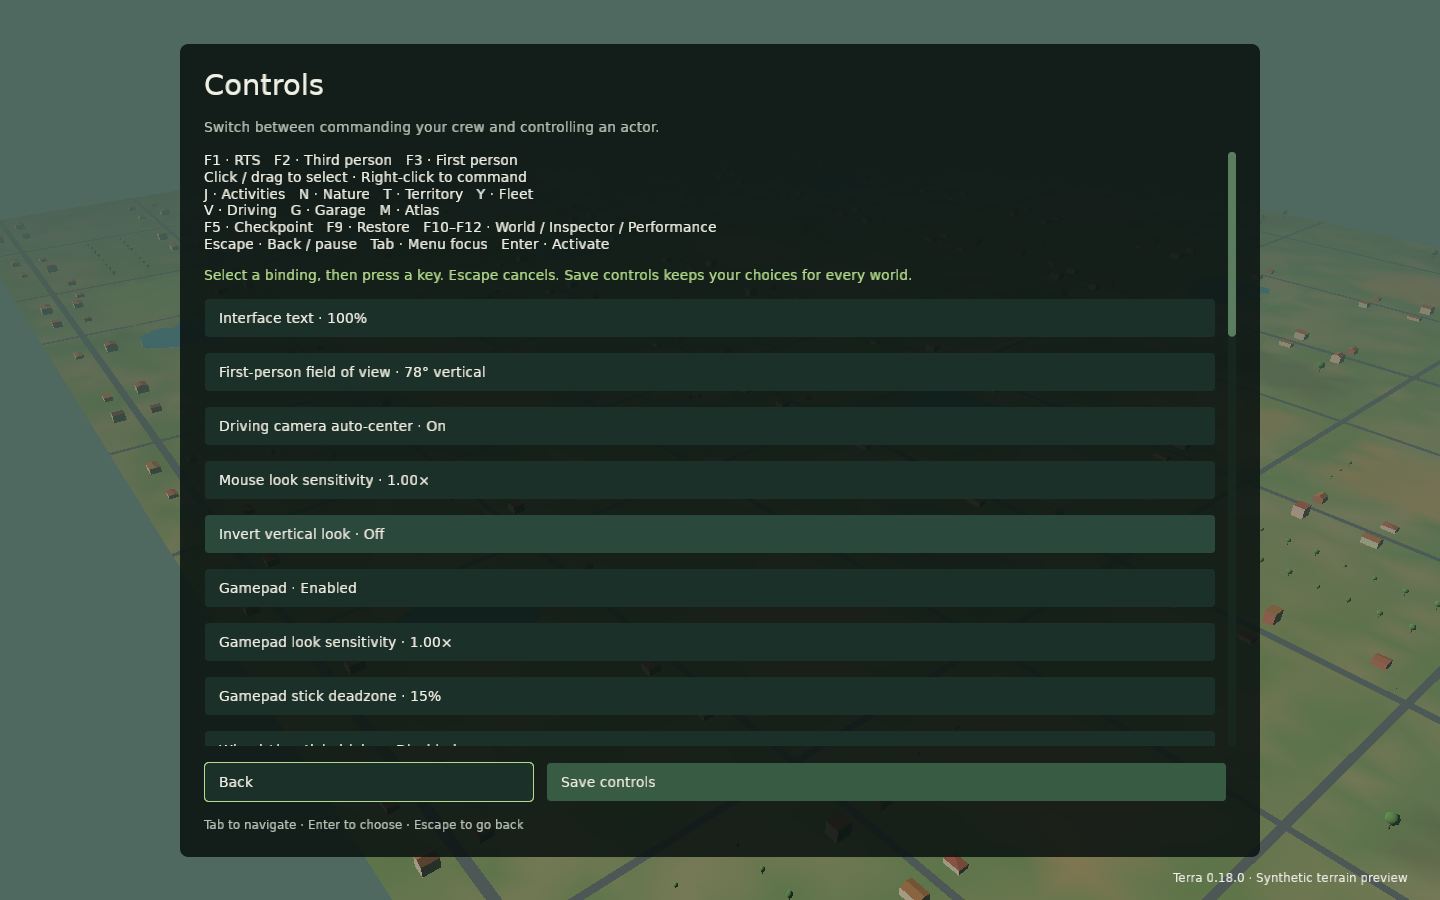 Controls
Switch between commanding your crew and controlling an actor.
F1 · RTS   F2 · Third person   F3 · First person
Click / drag to select · Right-click to command
J · Activities   N · Nature   T · Territory   Y · Fleet
V · Driving   G · Garage   M · Atlas
F5 · Checkpoint   F9 · Restore   F10–F12 · World / Inspector / Performance
Escape · Back / pause   Tab · Menu focus   Enter · Activate
Select a binding, then press a key. Escape cancels. Save controls keeps your choices for every world.
Interface text · 100%
First-person field of view · 78° vertical
Driving camera auto-center · On
Mouse look sensitivity · 1.00×
Invert vertical look · Off
Gamepad · Enabled
Gamepad look sensitivity · 1.00×
Gamepad stick deadzone · 15%
Back
Save controls
Tab to navigate · Enter to choose · Escape to go back
Terra 0.18.0 · Synthetic terrain preview